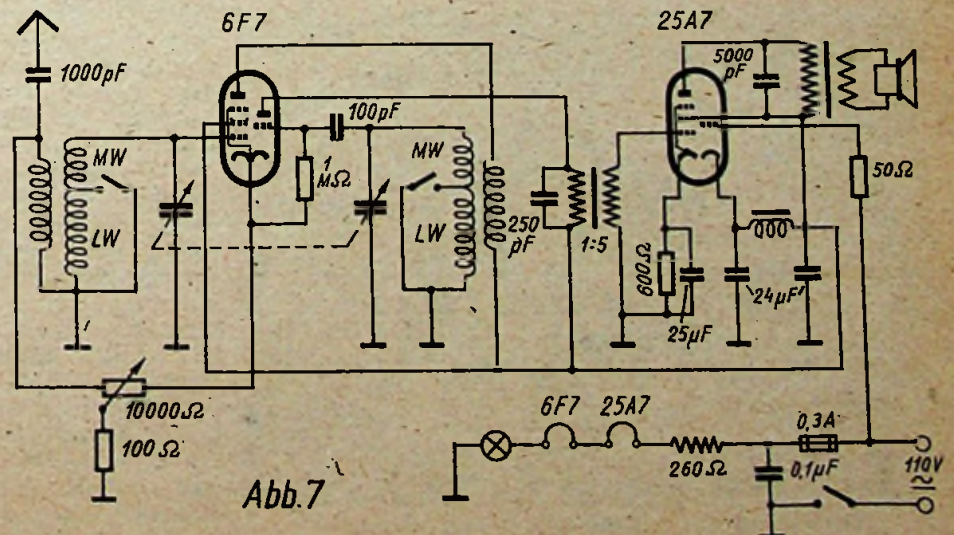 6F7
25A7
1000pF
5000
pF
100pF
MW
LW
1
MΩ
MW
LW
250
pF
1:5
50Ω
600Ω
25µF
24µF
10000Ω
100Ω
6F7 25A7
0,3A
260Ω
0,1µF
110V
Abb.7